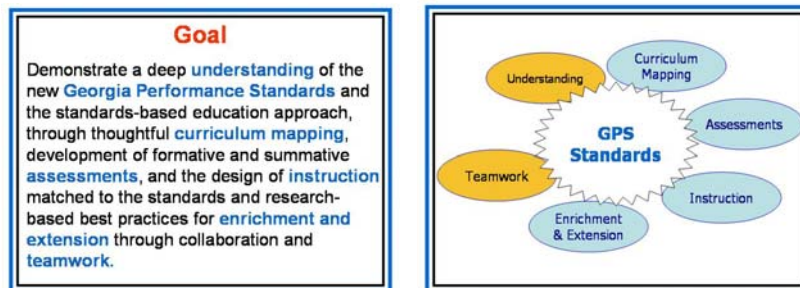 Goal
Demonstrate a deep understanding of the
new Georgia Performance Standards and
the standards-based education approach,
through thoughtful curriculum mapping,
development of formative and summative
assessments, and the design of instruction
matched to the standards and research-
based best practices for enrichment and
extension through collaboration and
teamwork.
Understanding
Curriculum
Mapping
Assessments
GPS
Standards
Teamwork
Instruction
Enrichment
& Extension